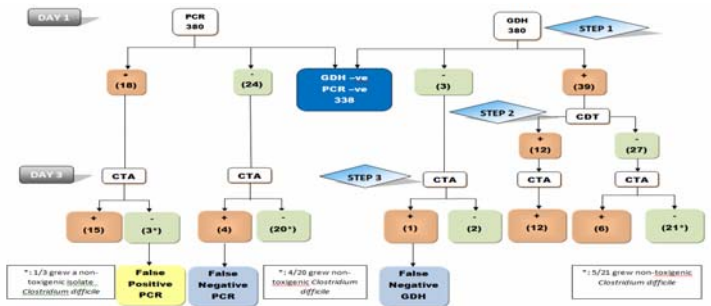 DAY 1
PCR
380
GDH
380
STEP 1
+
(18)
-
(24)
GDH –ve
PCR –ve
338
-
(3)
+
(39)
STEP 2
CDT
+
(12)
-
(27)
DAY 3
CTA
CTA
STEP 3
CTA
CTA
CTA
+
(15)
-
(3*)
+
(4)
-
(20*)
+
(1)
-
(2)
+
(12)
+
(6)
-
(21*)
*: 1/3 grew a non-
toxigenic isolate
Clostridium difficile
False
Positive
PCR
False
Negative
PCR
*: 4/20 grew non-
toxigenic Clostridium
difficile
False
Negative
GDH
*: 5/21 grew non-toxigenic
Clostridium difficile